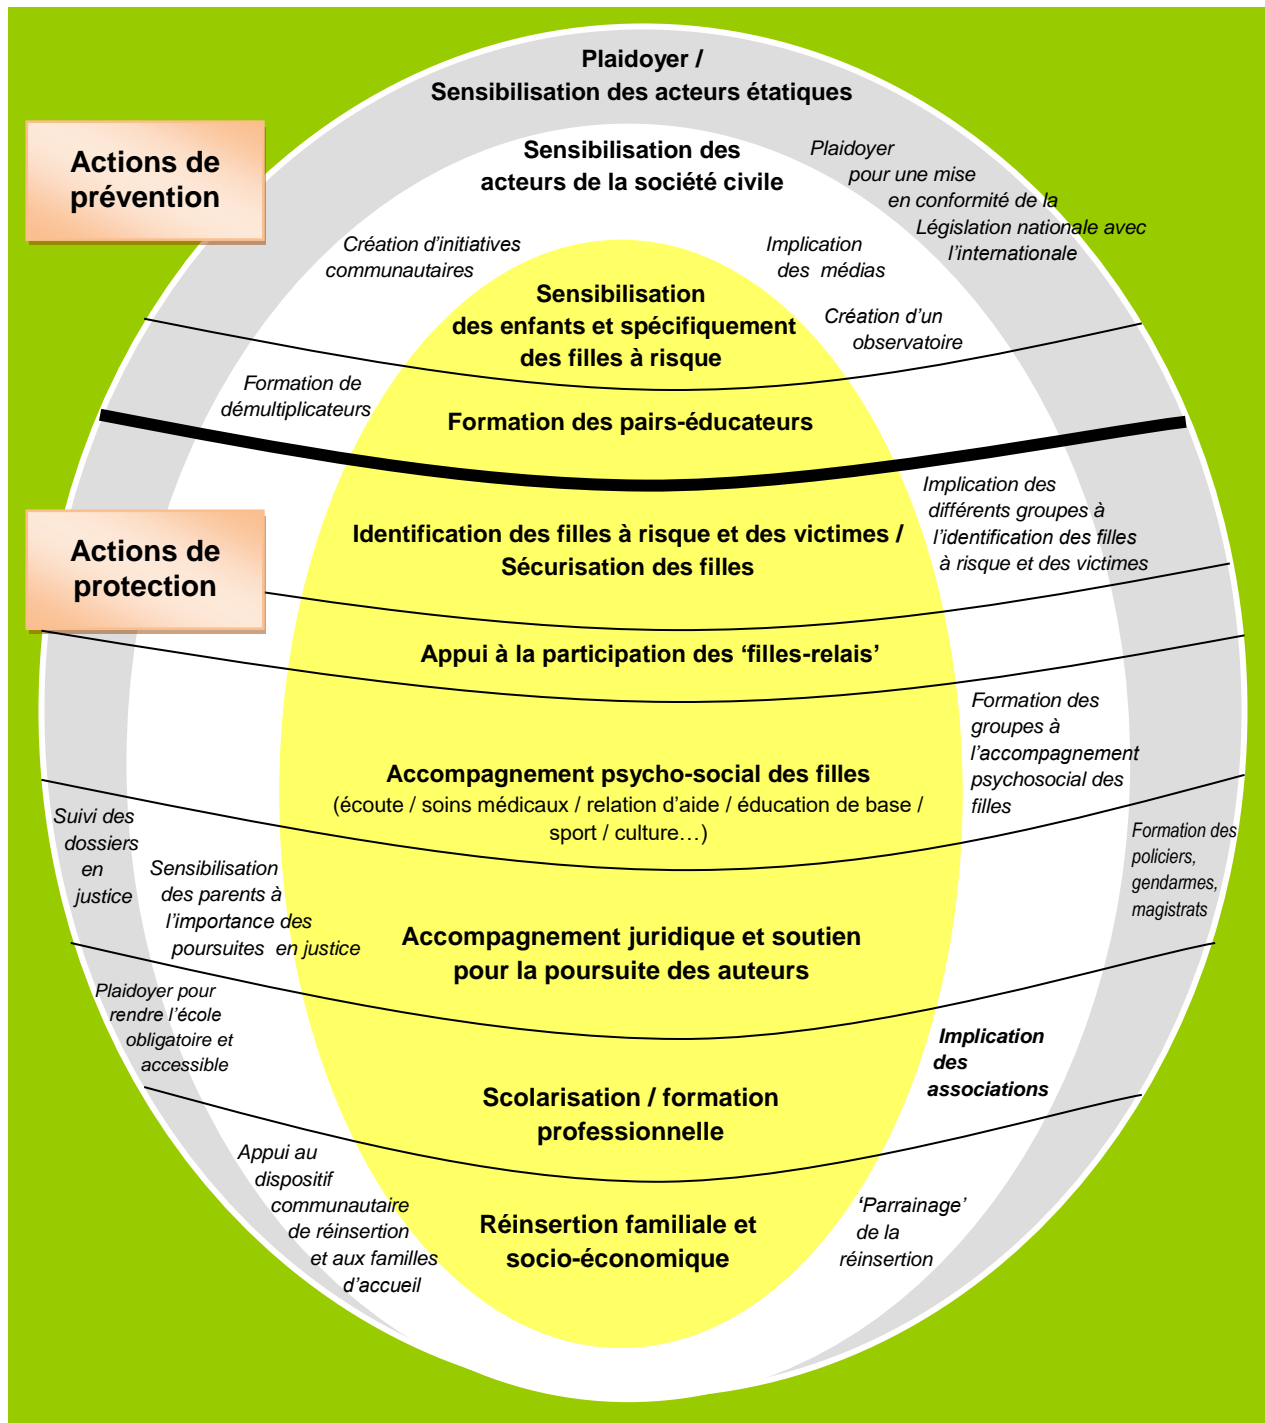 Plaidoyer /
Sensibilisation des acteurs étatiques
Actions de
prévention
Sensibilisation des
acteurs de la société civile
Plaidoyer
pour une mise
en conformité de la
Législation nationale avec
l’internationale
Création d’initiatives
communautaires
Implication
des médias
Sensibilisation
des enfants et spécifiquement
des filles à risque
Création d’un
observatoire
Formation de
démultiplicateurs
Formation des pairs-éducateurs
Actions de
protection
Identification des filles à risque et des victimes /
Sécurisation des filles
Implication des
différents groupes à
l’identification des filles
à risque et des victimes
Appui à la participation des ‘filles-relais’
Formation des
groupes à
l’accompagnement
psychosocial des
filles
Accompagnement psycho-social des filles
(écoute / soins médicaux / relation d’aide / éducation de base /
sport / culture…)
Suivi des
dossiers
en
justice
Formation des
policiers,
gendarmes,
magistrats
Sensibilisation
des parents à
l’importance des
poursuites en justice
Accompagnement juridique et soutien
pour la poursuite des auteurs
Plaidoyer pour
rendre l’école
obligatoire et
accessible
Implication
des
associations
Scolarisation / formation
professionnelle
Appui au
dispositif
communautaire
de réinsertion
et aux familles
d’accueil
Réinsertion familiale et
socio-économique
‘Parrainage’
de la
réinsertion